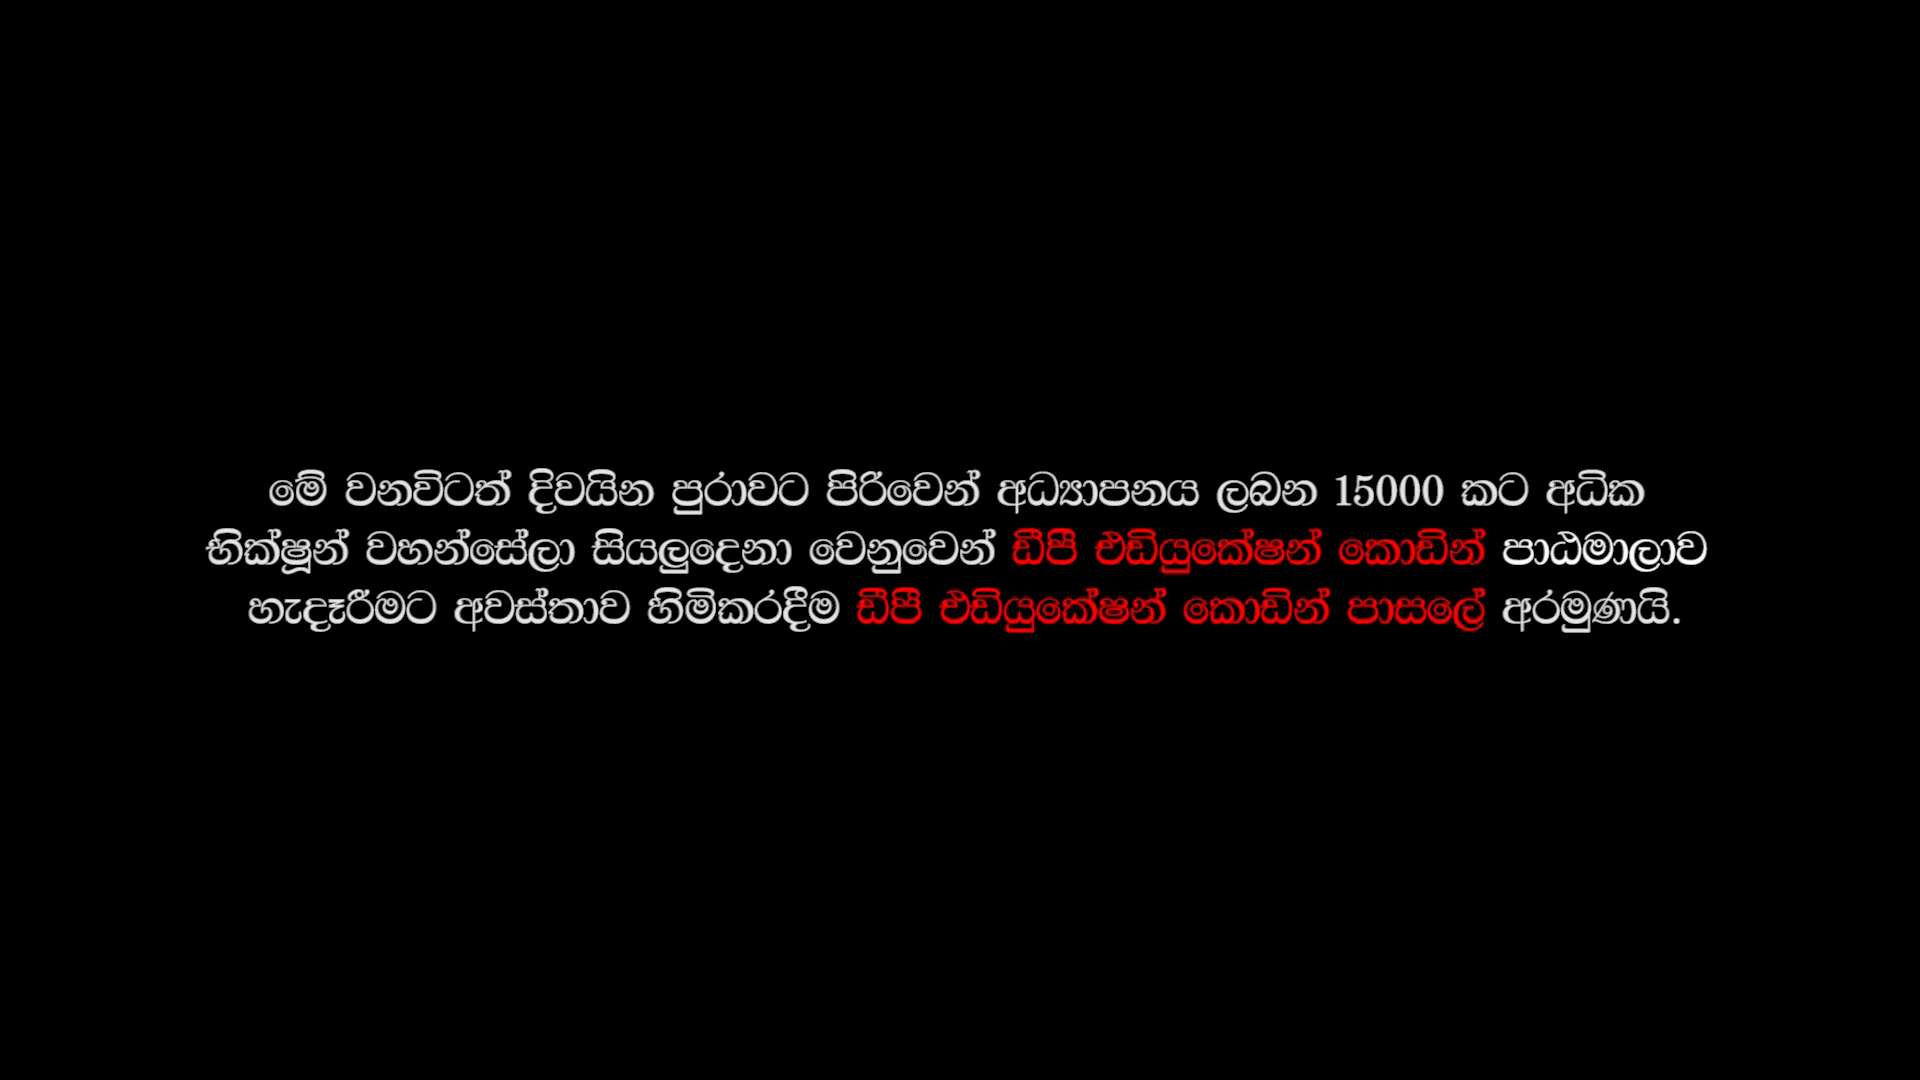 මේ වනවිටත් දිවයින පුරාවට පිරිවෙන් අධ්‍යාපනය ලබන 15000 කට අධික
භික්ෂූන් වහන්සේලා සියලුදෙනා වෙනුවෙන් ඩීපී එඩියුකේෂන් කොඩින් පාඨමාලාව
හැදෑරීමට අවස්තාව හිමිකරදීම ඩීපී එඩියුකේෂන් කොඩින් පාසලේ අරමුණයි.